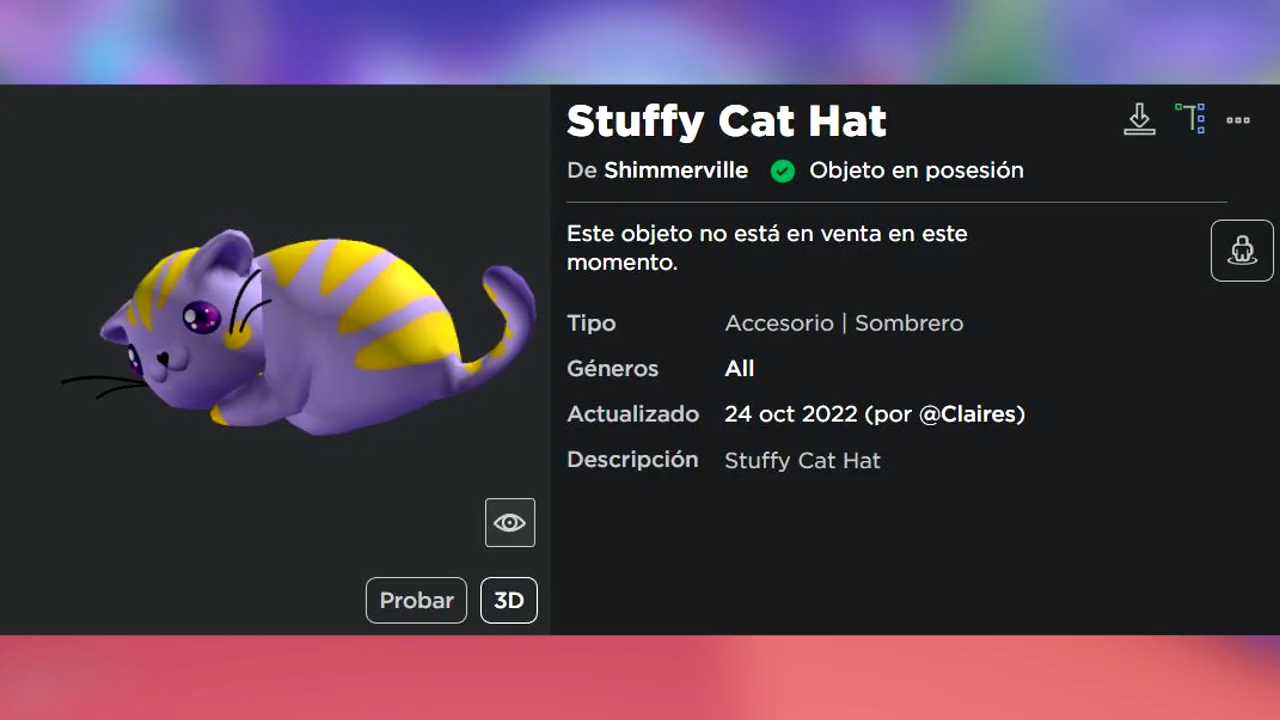 Stuffy Cat Hat
De Shimmerville Objeto en posesión
Este objeto no está en venta en este
momento.
Tipo Accesorio | Sombrero
Géneros All
Actualizado 24 oct 2022 (por @Claires)
Descripción Stuffy Cat Hat
Probar 3D